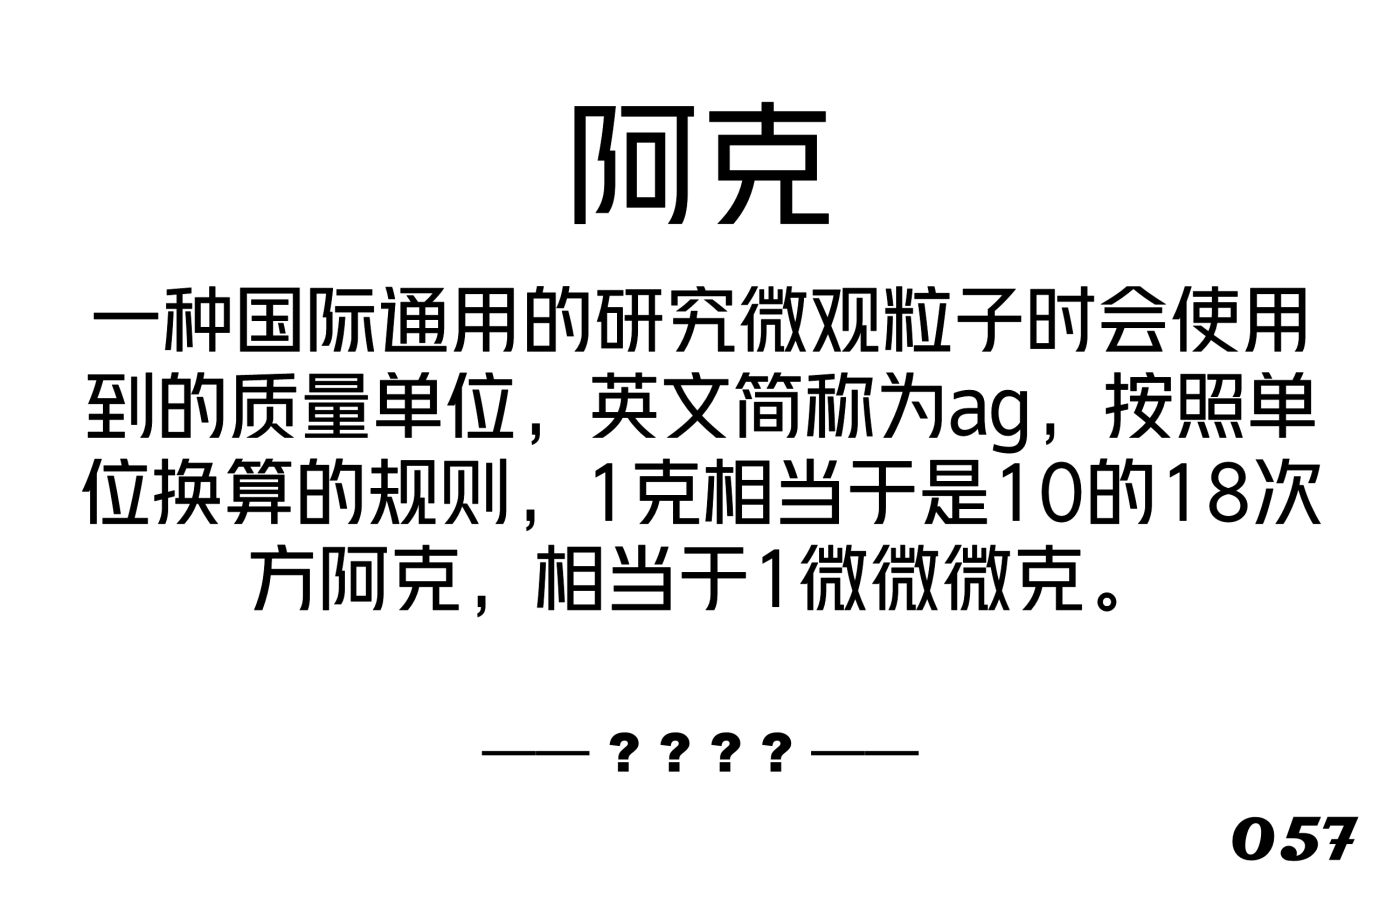 阿克
一种国际通用的研究微观粒子时会使用
到的质量单位，英文简称为ag，按照单
位换算的规则，1克相当于是10的18次
方阿克，相当于1微微微克。
——????——
057